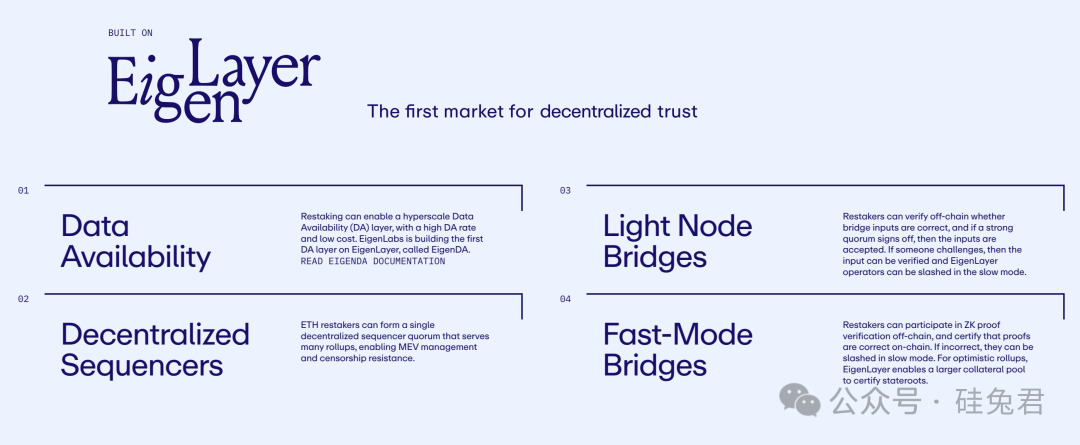 BUILT ON
EigenLayer
The first market for decentralized trust
01
Data
Availability
Restaking can enable a hyperscale Data
Availability (DA) layer, with a high DA rate
and low cost. EigenLabs is building the first
DA layer on EigenLayer, called EigenDA.
READ EIGENDA DOCUMENTATION
02
Decentralized
Sequencers
ETH restakers can form a single
decentralized sequencer quorum that serves
many rollups, enabling MEV management
and censorship resistance.
03
Light Node
Bridges
Restakers can verify off-chain whether
bridge inputs are correct, and if a strong
quorum signs off, then the inputs are
accepted. If someone challenges, then the
input can be verified and EigenLayer
operators can be slashed in the slow mode.
04
Fast-Mode
Bridges
Restakers can participate in ZK proof
verification off-chain, and certify that proofs
are correct on-chain. If incorrect, they can be
slashed in slow mode. For optimistic rollups,
EigenLayer enables a larger collateral pool
to certify stateroots.
公众号 · 硅兔君